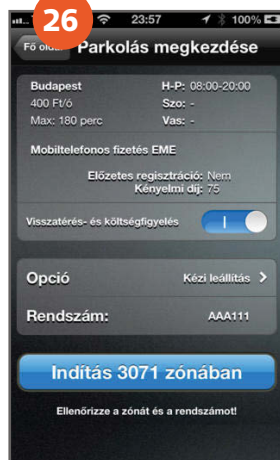 26
23:57
100%
Fő olda
Parkolás megkezdése
Budapest H-P: 08:00-20:00
400 Ft/ó Szo: -
Max: 180 perc Vas: -
Mobiltelefonos fizetés EME
Előzetes regisztráció: Nem
Kényelmi díj: 75
Visszatérés- és költségfigyelés
Opció Kézi leállítás
Rendszám: AAA111
Indítás 3071 zónában
Ellenőrizze a zónát és a rendszámot!